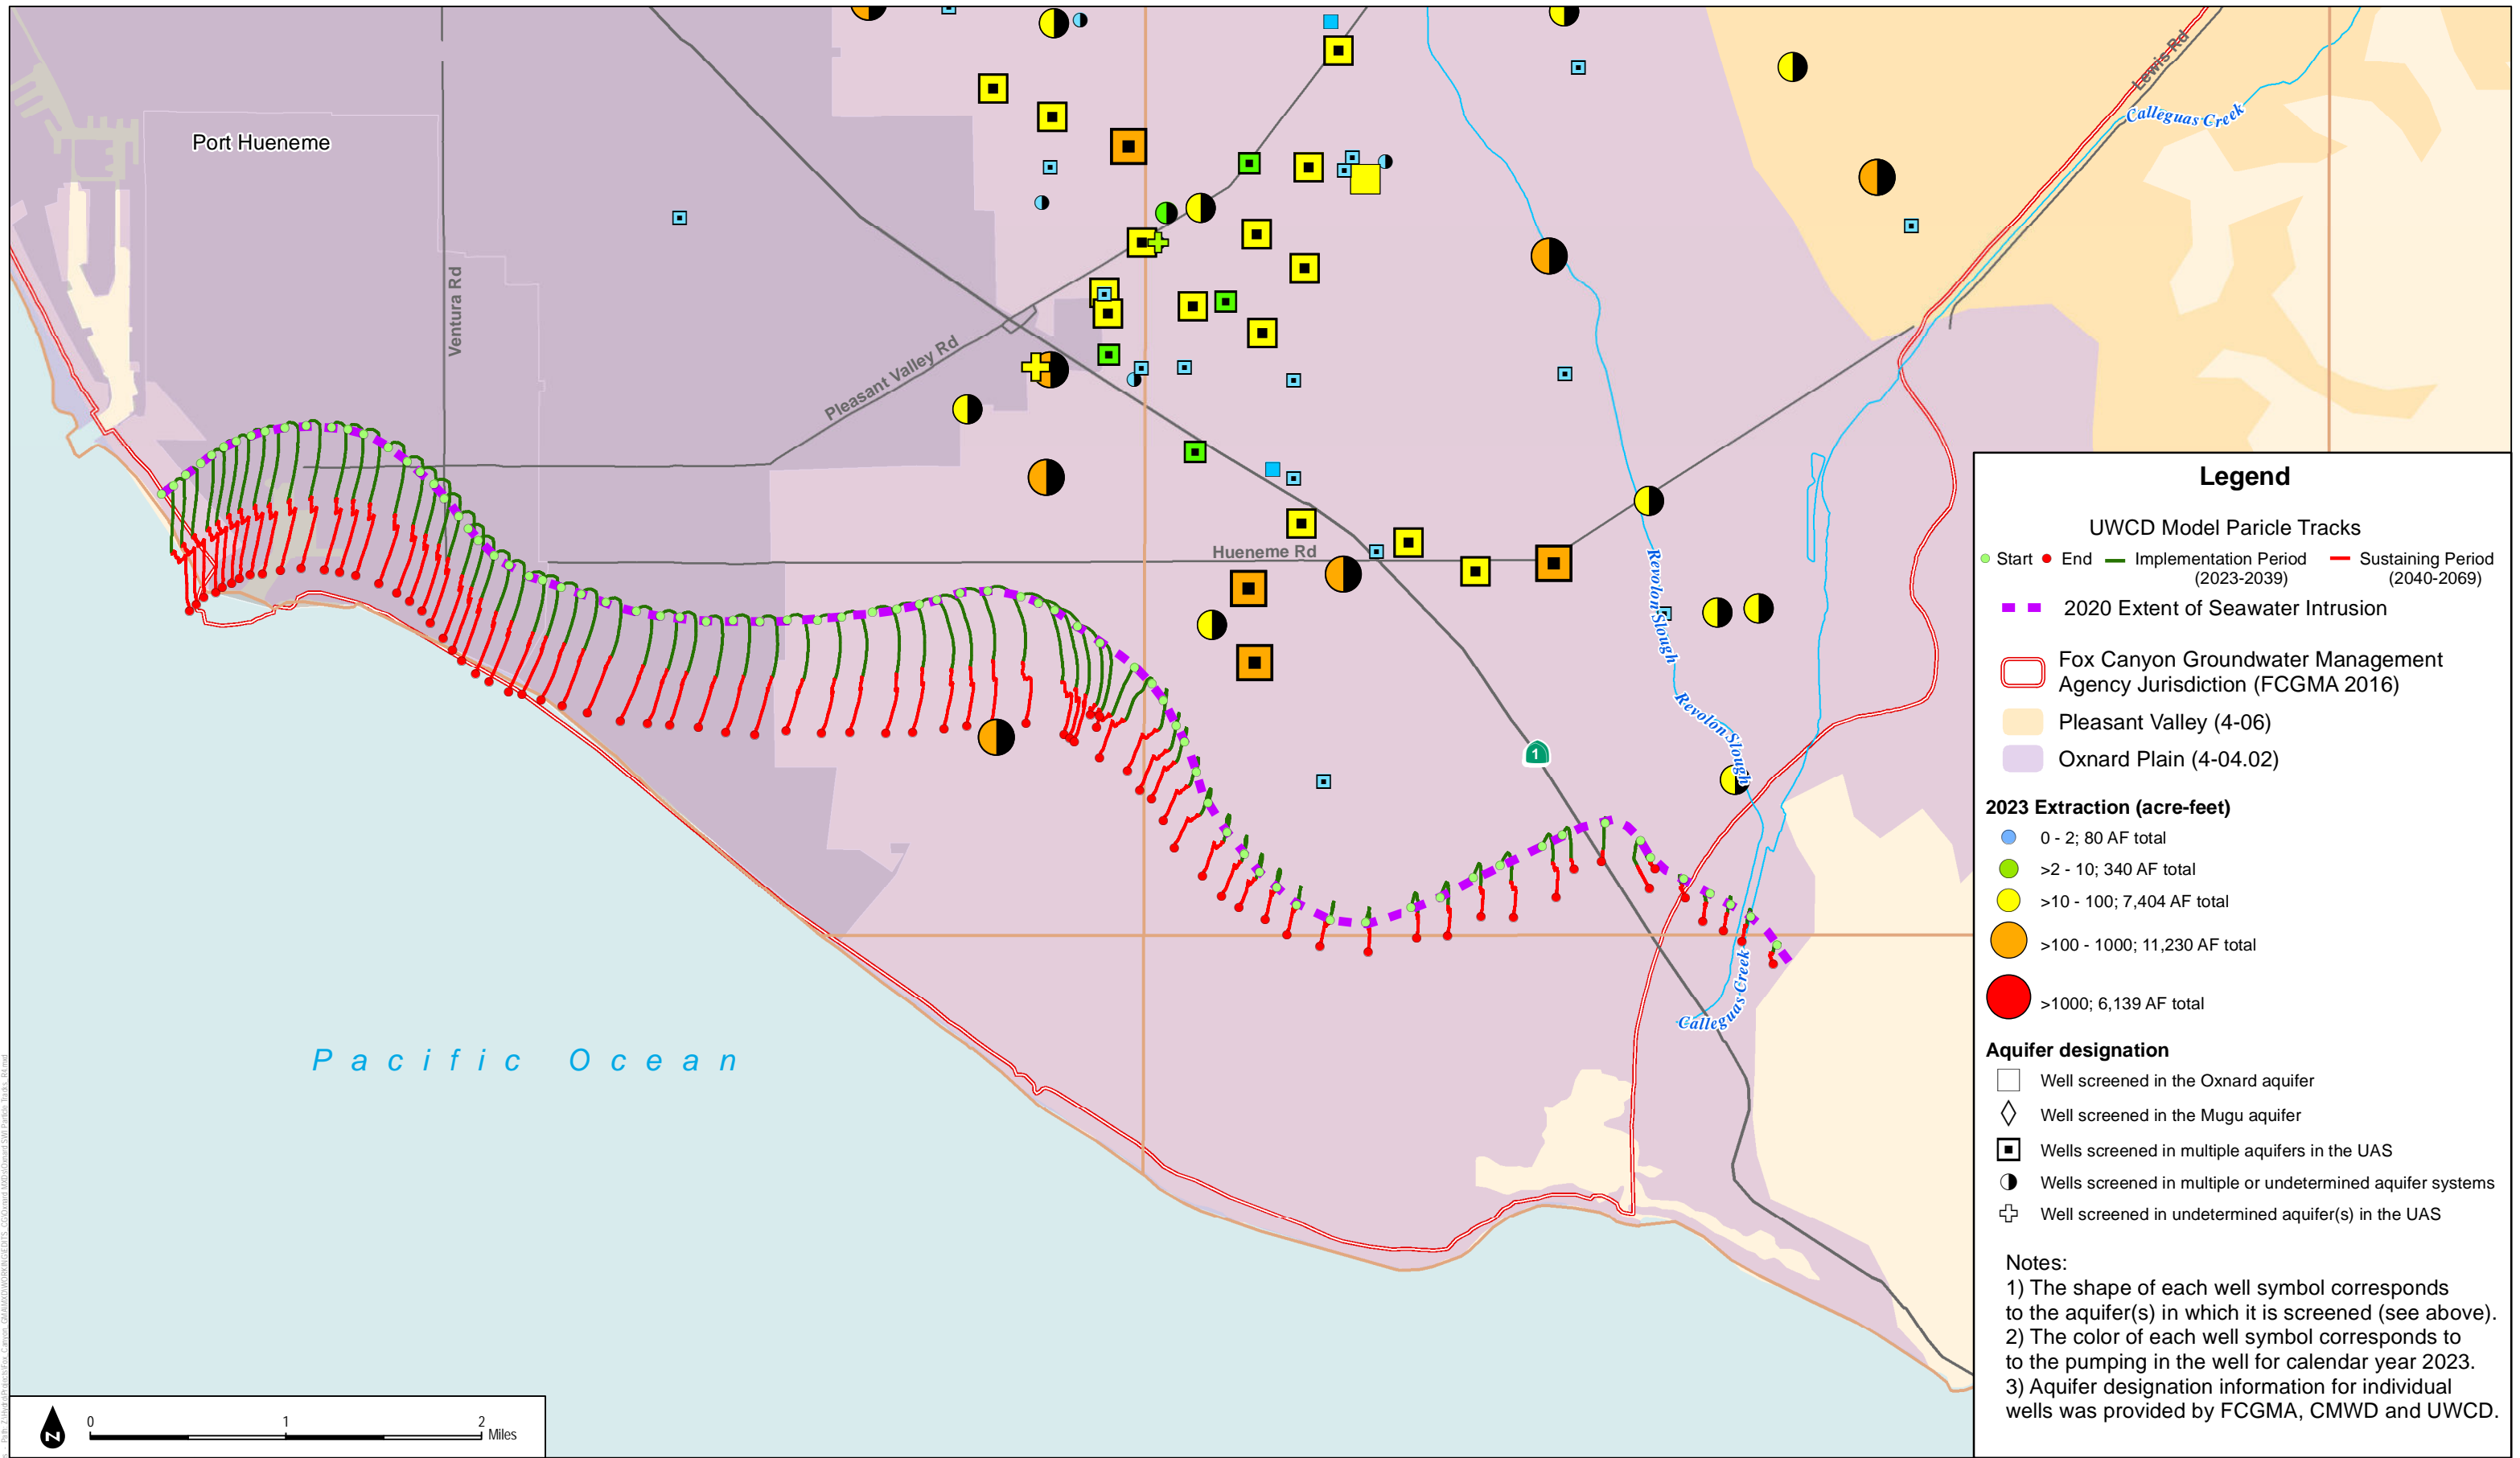 Port Hueneme
Ventura Rd
Pleasant Valley Rd
Hueneme Rd
Lewis Rd
Calleguas Creek
Revolon Slough
Revolon Slough
1
Calleguas Creek
Pacific Ocean
N
0 1 2
Miles
Legend
UWCD Model Paricle Tracks
Start End Implementation Period Sustaining Period
(2023-2039) (2040-2069)
2020 Extent of Seawater Intrusion
Fox Canyon Groundwater Management
Agency Jurisdiction (FCGMA 2016)
Pleasant Valley (4-06)
Oxnard Plain (4-04.02)
2023 Extraction (acre-feet)
0 - 2; 80 AF total
>2 - 10; 340 AF total
>10 - 100; 7,404 AF total
>100 - 1000; 11,230 AF total
>1000; 6,139 AF total
Aquifer designation
Well screened in the Oxnard aquifer
Well screened in the Mugu aquifer
Wells screened in multiple aquifers in the UAS
Wells screened in multiple or undetermined aquifer systems
Well screened in undetermined aquifer(s) in the UAS
Notes:
1) The shape of each well symbol corresponds
to the aquifer(s) in which it is screened (see above).
2) The color of each well symbol corresponds to
to the pumping in the well for calendar year 2023.
3) Aquifer designation information for individual
wells was provided by FCGMA, CMWD and UWCD.